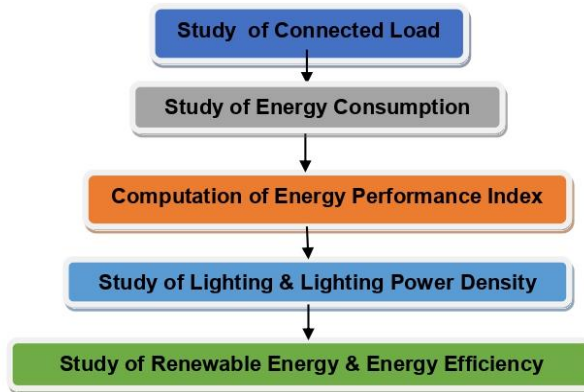 Study of Connected Load
Study of Energy Consumption
Computation of Energy Performance Index
Study of Lighting & Lighting Power Density
Study of Renewable Energy & Energy Efficiency